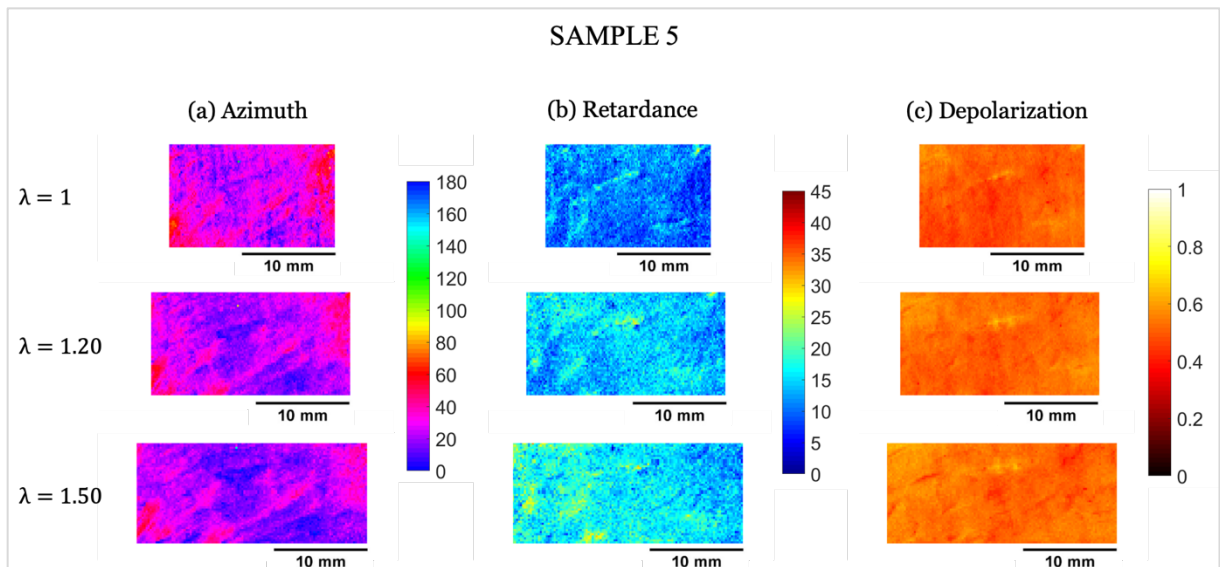 SAMPLE 5
(a) Azimuth
(b) Retardance
(c) Depolarization
λ = 1
10 mm
10 mm
10 mm
λ = 1.20
10 mm
10 mm
10 mm
λ = 1.50
10 mm
10 mm
10 mm
180
160
140
120
100
80
60
40
20
0
45
40
35
30
25
20
15
10
5
0
1
0.8
0.6
0.4
0.2
0